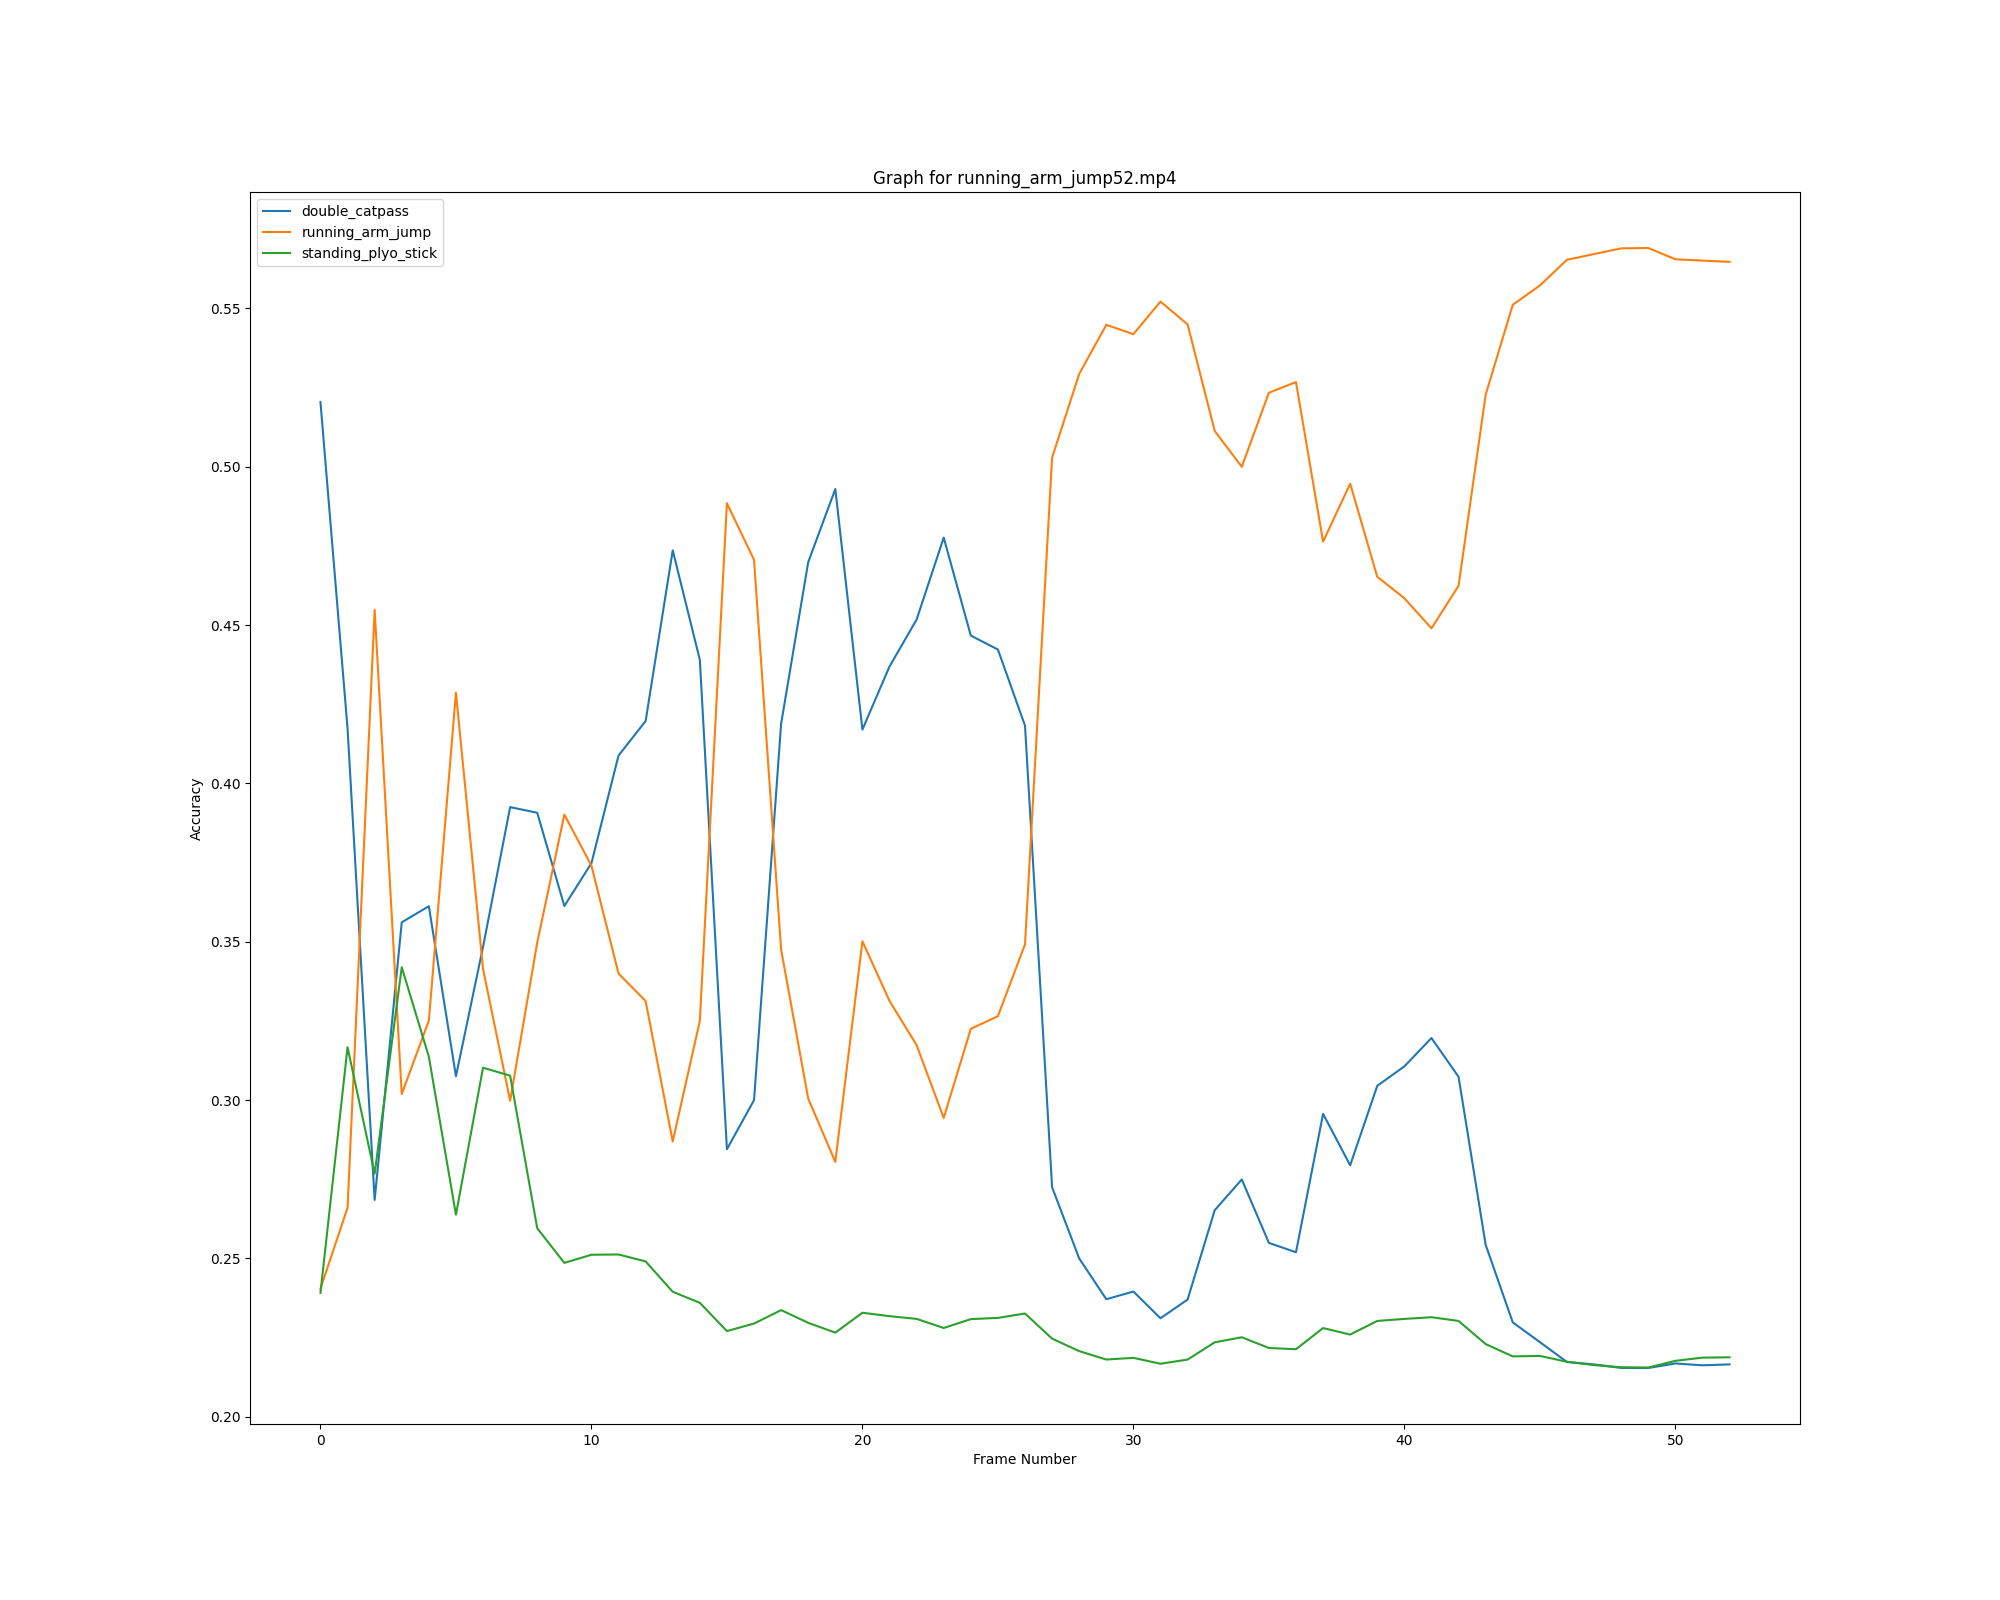 Graph for running_arm_jump52.mp4
double_catpass
running_arm_jump
standing_plyo_stick
0.55
0.50
0.45
0.40
0.35
0.30
0.25
0.20
Accuracy
0 10 20 30 40 50
Frame Number